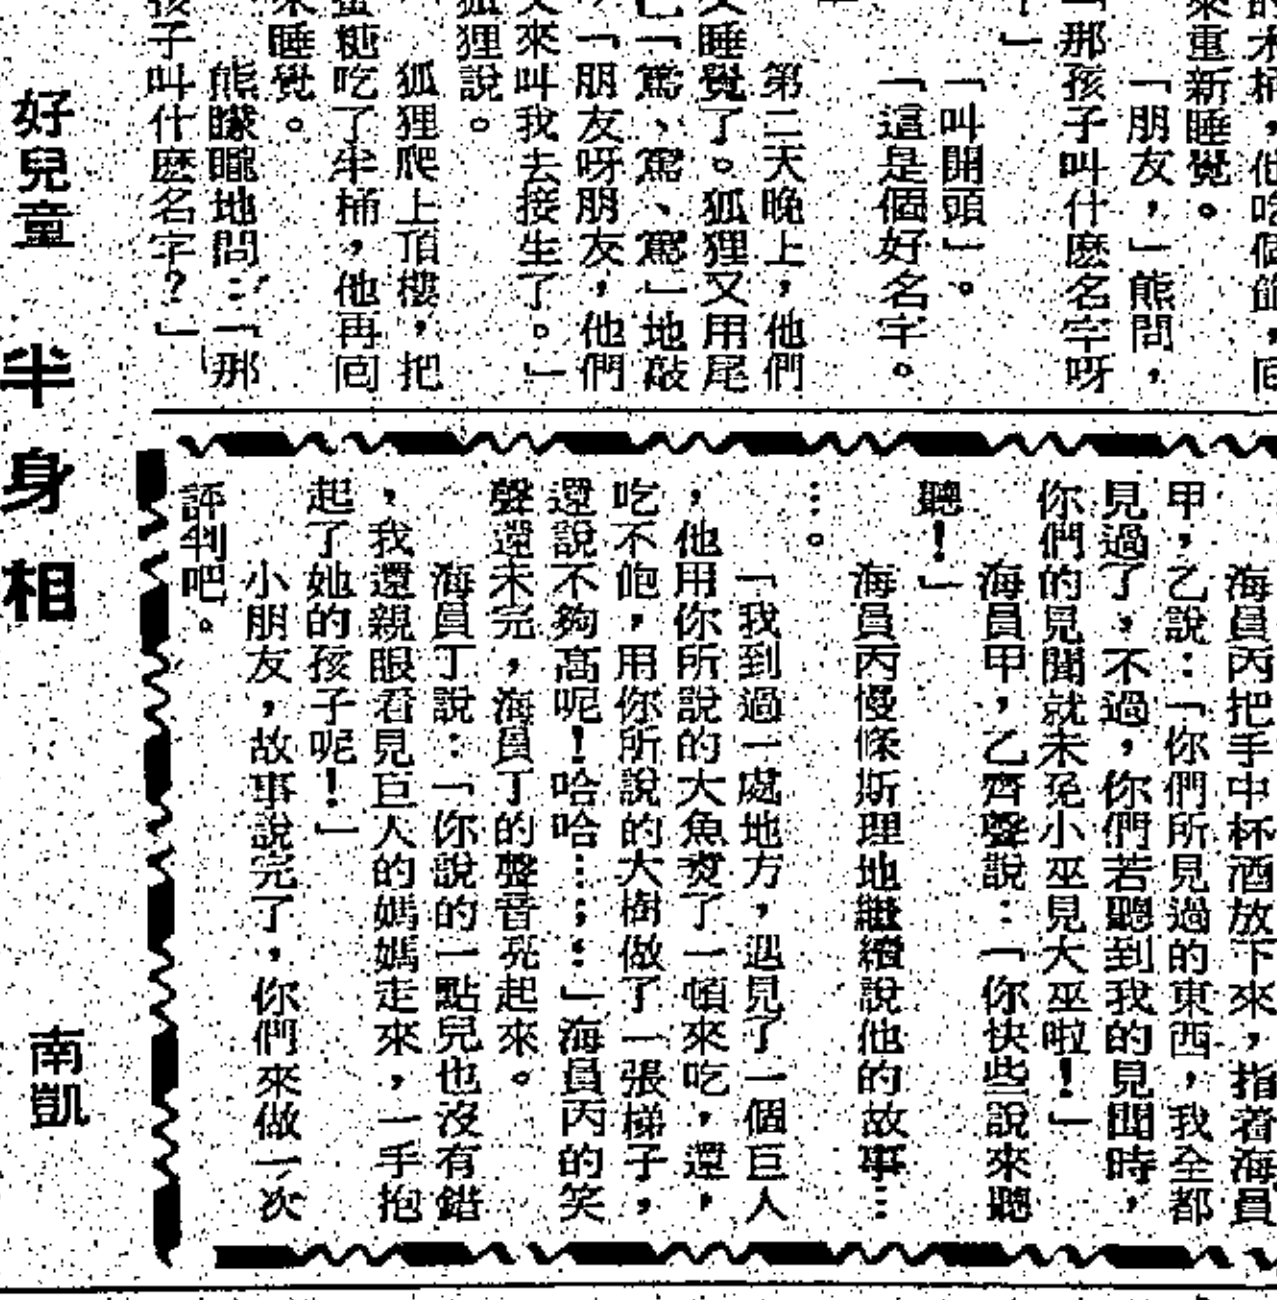 的木桶，他吃個飽，回
來重新睡覺。
「朋友，」熊問，
「那孩子叫什麽名字呀
！」
「叫開頭」。
「這是個好名字。
第二天晚上，他們
又睡覺了。狐狸又用尾
巴「篤、篤、篤」地敲
，「朋友呀朋友，他們
又來叫我去接生了。」
狐狸說。
狐狸爬上頂樓，把
蜜糖吃了半桶，他再回
來睡覺。
熊矇矓地問：「那
孩子叫什麽名字？」
海員丙把手中杯酒放下來，指著海員
甲，乙說：「你們所見過的東西，我全都
見過了，不過，你們若聽到我的見聞時，
你們的見聞就未免小巫見大巫啦！」
海員甲，乙齊聲說：「你快些說來聽
聽！」
海員丙慢條斯理地繼續說他的故事…
…。
「我到過一處地方，遇見了一個巨人
，他用你所說的大魚煑了一頓來吃，還，
吃不飽，用你所說的大樹做了一張梯子，
還說不夠高呢！哈哈……」海員丙的笑
聲還未完，海員丁的聲音亮起來。
海員丁說：「你說的一點兒也沒有錯
，我還親眼看見巨人的媽媽走來，一手抱
起了她的孩子呢！」
小朋友，故事說完了，你們來做一次
評判吧。
好兒童
半身相
南凱